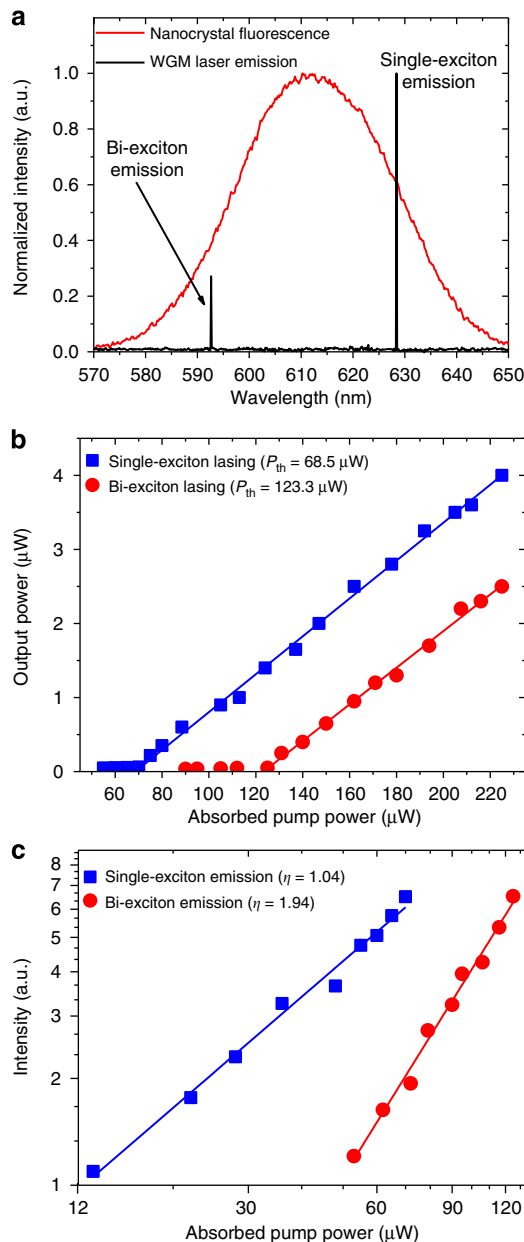 a
Nanocrystal fluorescence
WGM laser emission
Single-exciton
emission
Bi-exciton
emission
Normalized intensity (a.u.)
1.0
0.8
0.6
0.4
0.2
0.0
570 580 590 600 610 620 630 640 650
Wavelength (nm)
b
Single-exciton lasing (Pth = 68.5 µW)
Bi-exciton lasing (Pth = 123.3 µW)
Output power (µW)
4
3
2
1
0
60 80 100 120 140 160 180 200 220
Absorbed pump power (µW)
c
Single-exciton emission (η = 1.04)
Bi-exciton emission (η = 1.94)
Intensity (a.u.)
8
7
6
5
4
3
2
1
12 30 60 90 120
Absorbed pump power (µW)